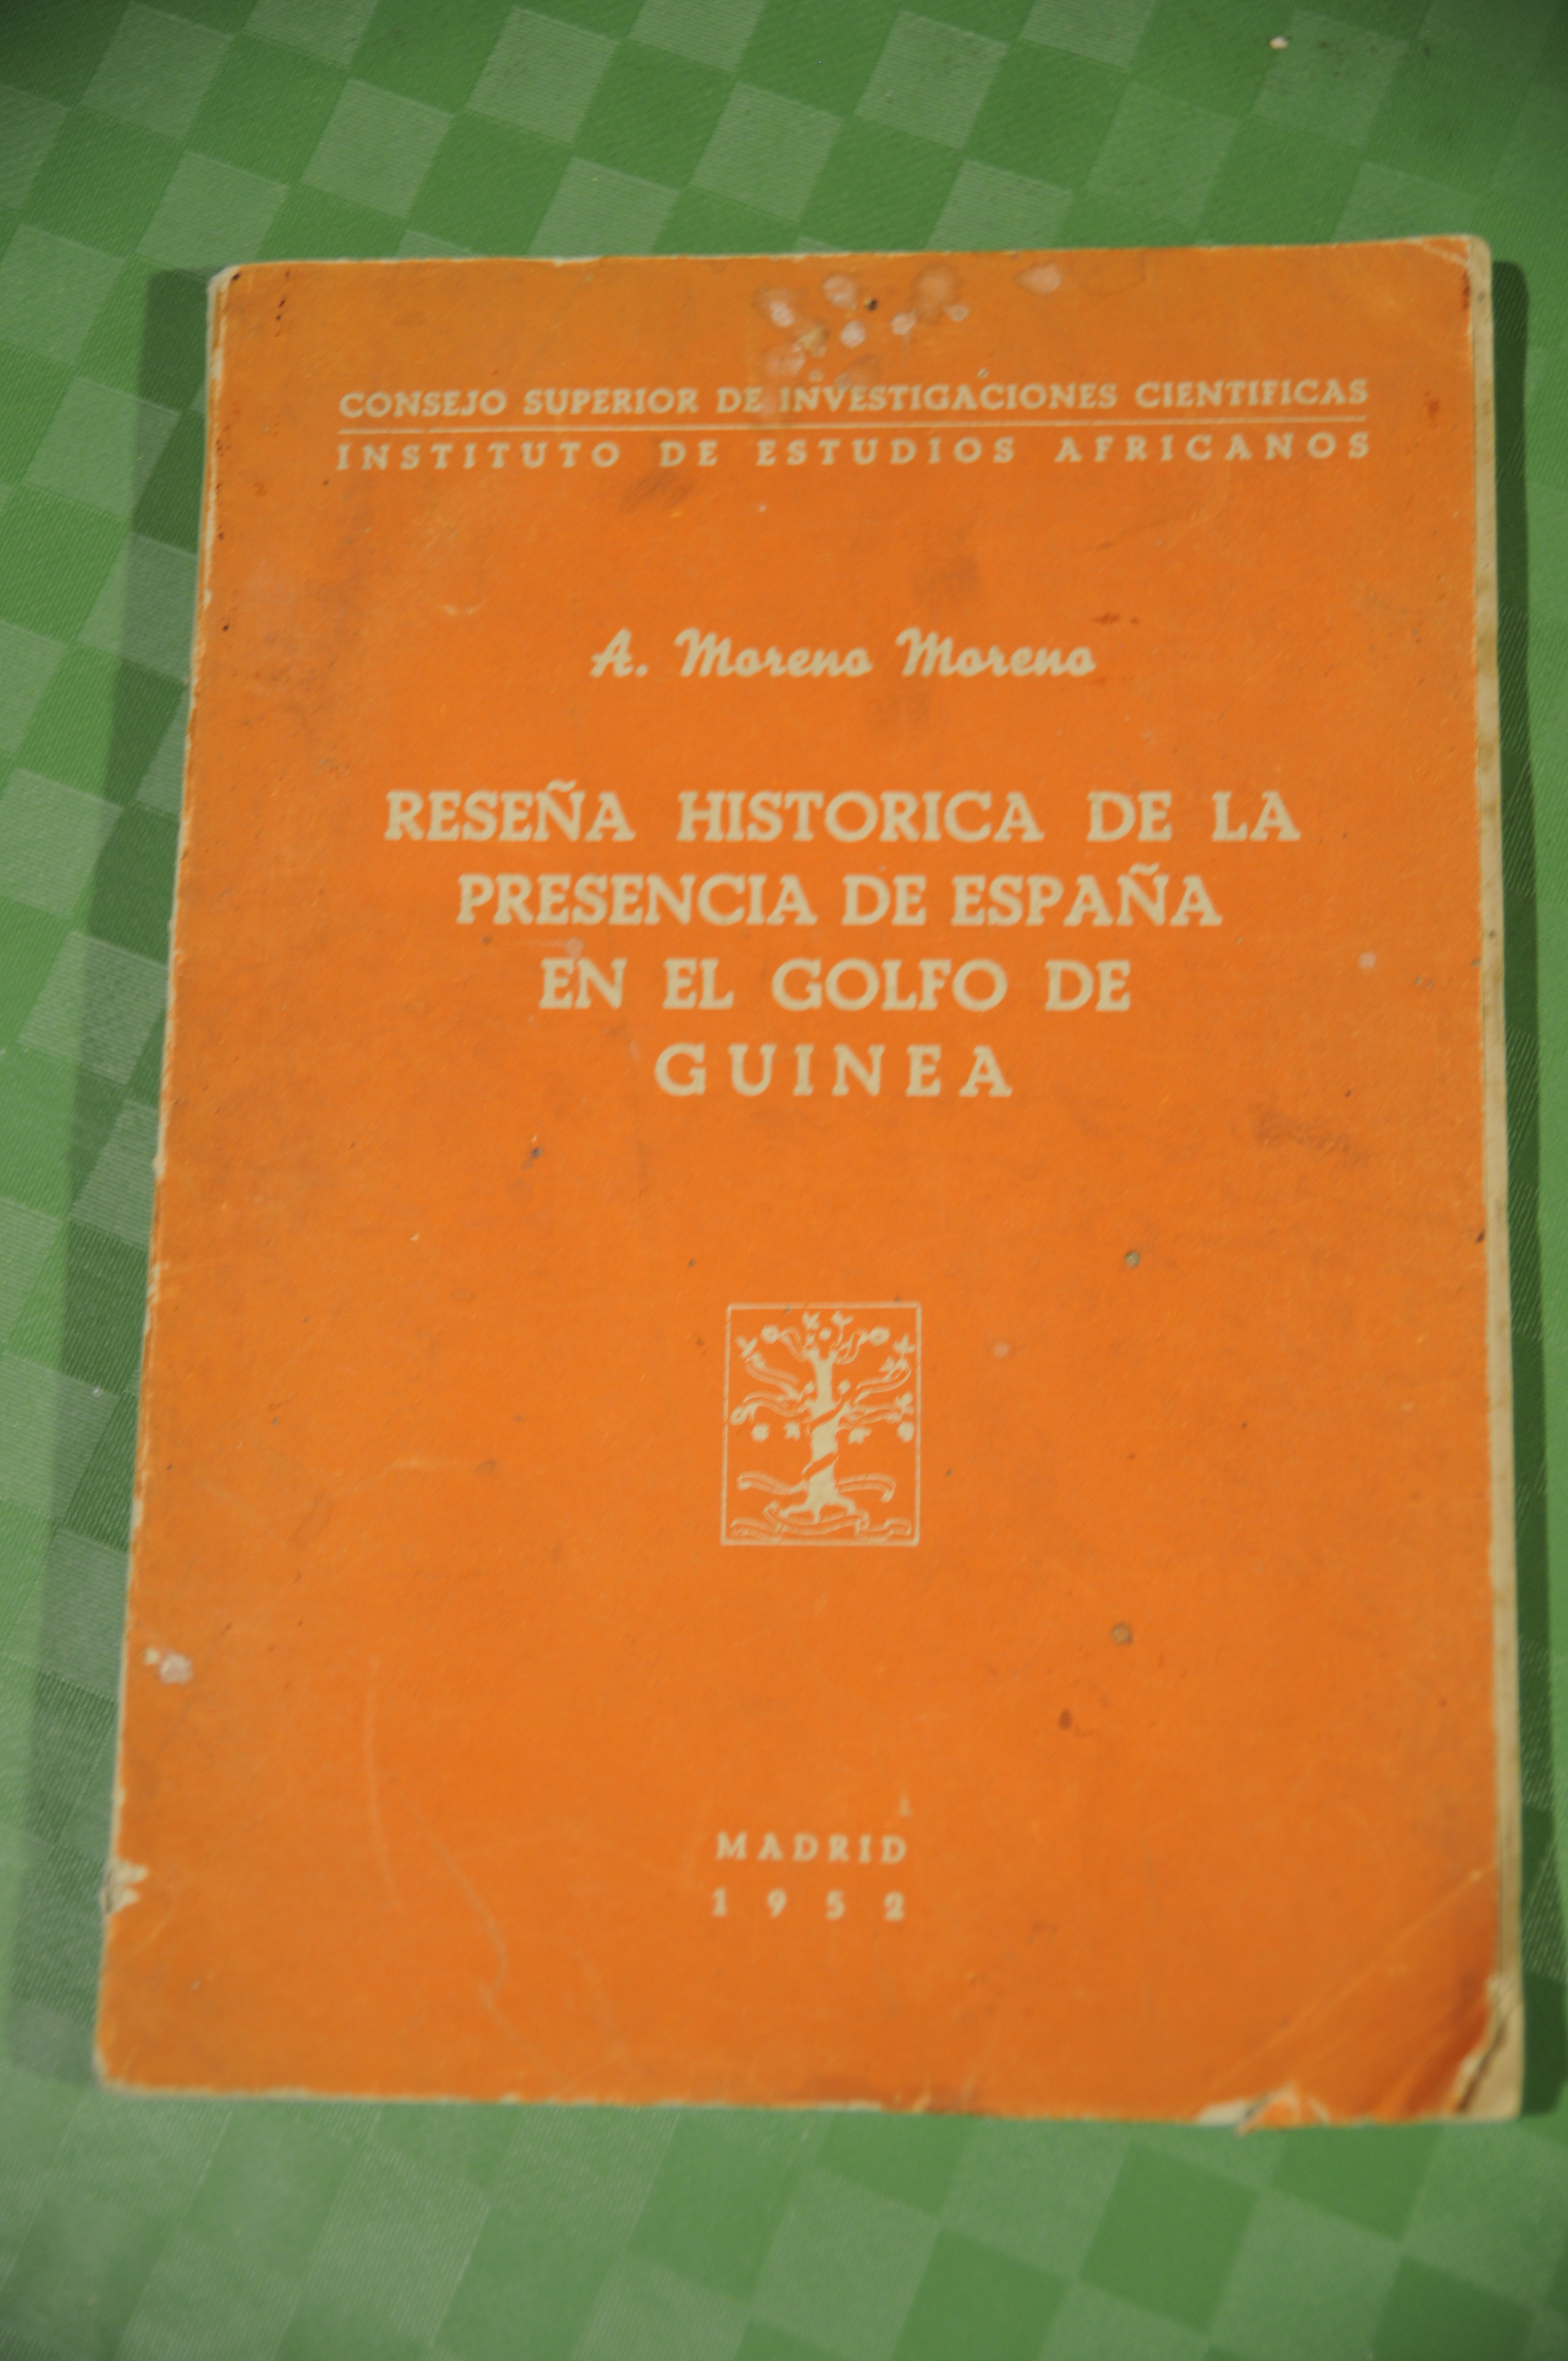 CONSEJO SUPERIOR DE INVESTIGACIONES CIENTIFICAS
INSTITUTO DE ESTUDIOS AFRICANOS
A. Moreno Moreno
RESEÑA HISTORICA DE LA
PRESENCIA DE ESPAÑA
EN EL GOLFO DE
GUINEA
MADRID
1952